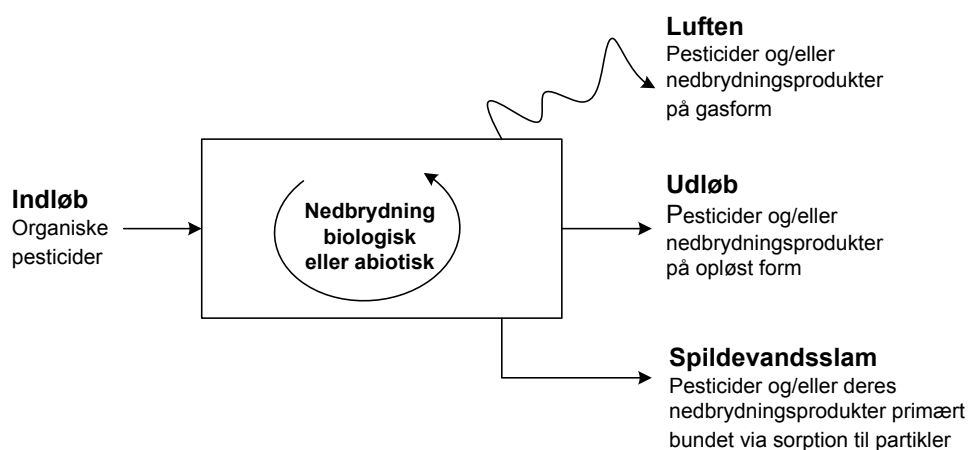 Luften
Pesticider og/eller
nedbrydningsprodukter
på gasform
Indløb
Organiske
pesticider
Nedbrydning
biologisk
eller abiotisk
Udløb
Pesticider og/eller
nedbrydningsprodukter
på opløst form
Spildevandsslam
Pesticider og/eller deres
nedbrydningsprodukter primært
bundet via sorption til partikler